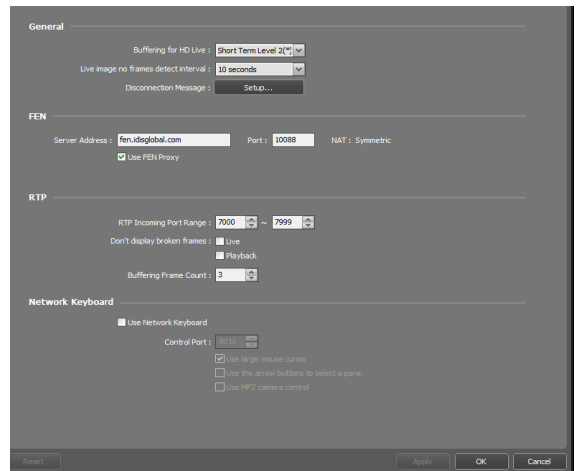 General
Buffering for HD Live : Short Term Level 2(*)
Live image no frames detect interval : 10 seconds
Disconnection Message : Setup...
FEN
Server Address : fen.idisglobal.com Port : 10088 NAT : Symmetric
Use FEN Proxy
RTP
RTP Incoming Port Range : 7000 ~ 7999
Don't display broken frames : Live
Playback
Buffering Frame Count : 3
Network Keyboard
Use Network Keyboard
Control Port : 8010
Use large mouse cursor
Use the arrow buttons to select a pane.
Use MFZ camera control
Reset Apply OK Cancel